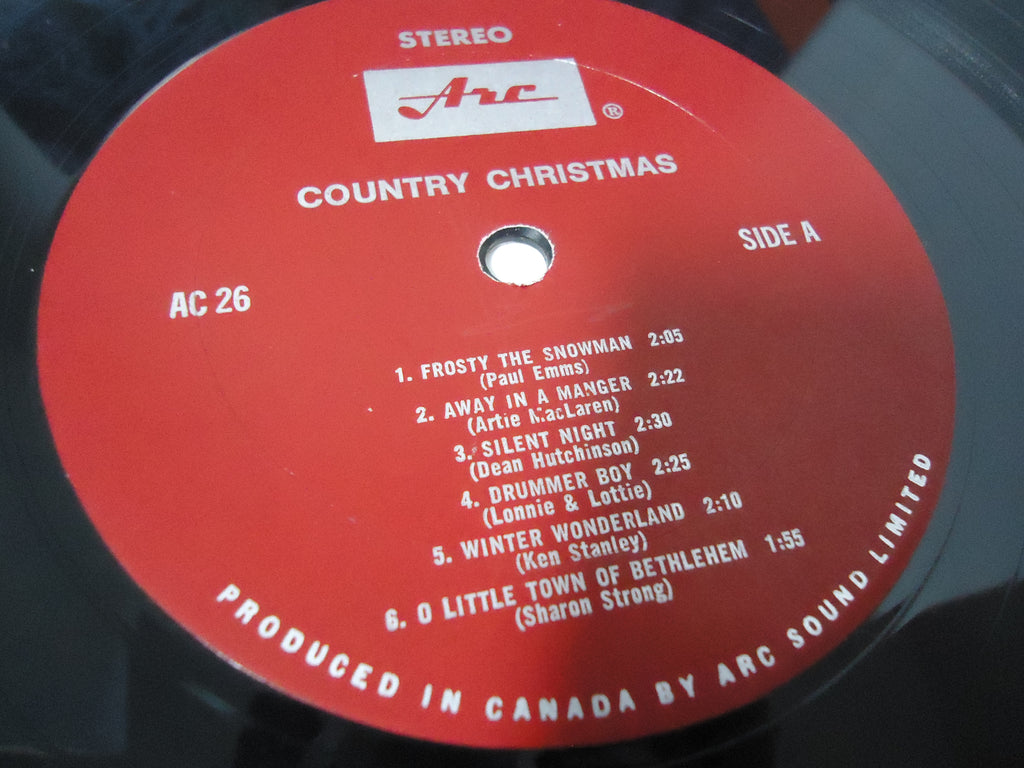 STEREO
Arc ®
COUNTRY CHRISTMAS
SIDE A
AC 26
1. FROSTY THE SNOWMAN 2:05
(Paul Emms)
2. AWAY IN A MANGER 2:22
(Artie MacLaren)
3. SILENT NIGHT 2:30
(Dean Hutchinson)
4. DRUMMER BOY 2:25
(Lonnie & Lottie)
5. WINTER WONDERLAND 2:10
(Ken Stanley)
6. O LITTLE TOWN OF BETHLEHEM 1:55
(Sharon Strong)
PRODUCED IN CANADA BY ARC SOUND LIMITED